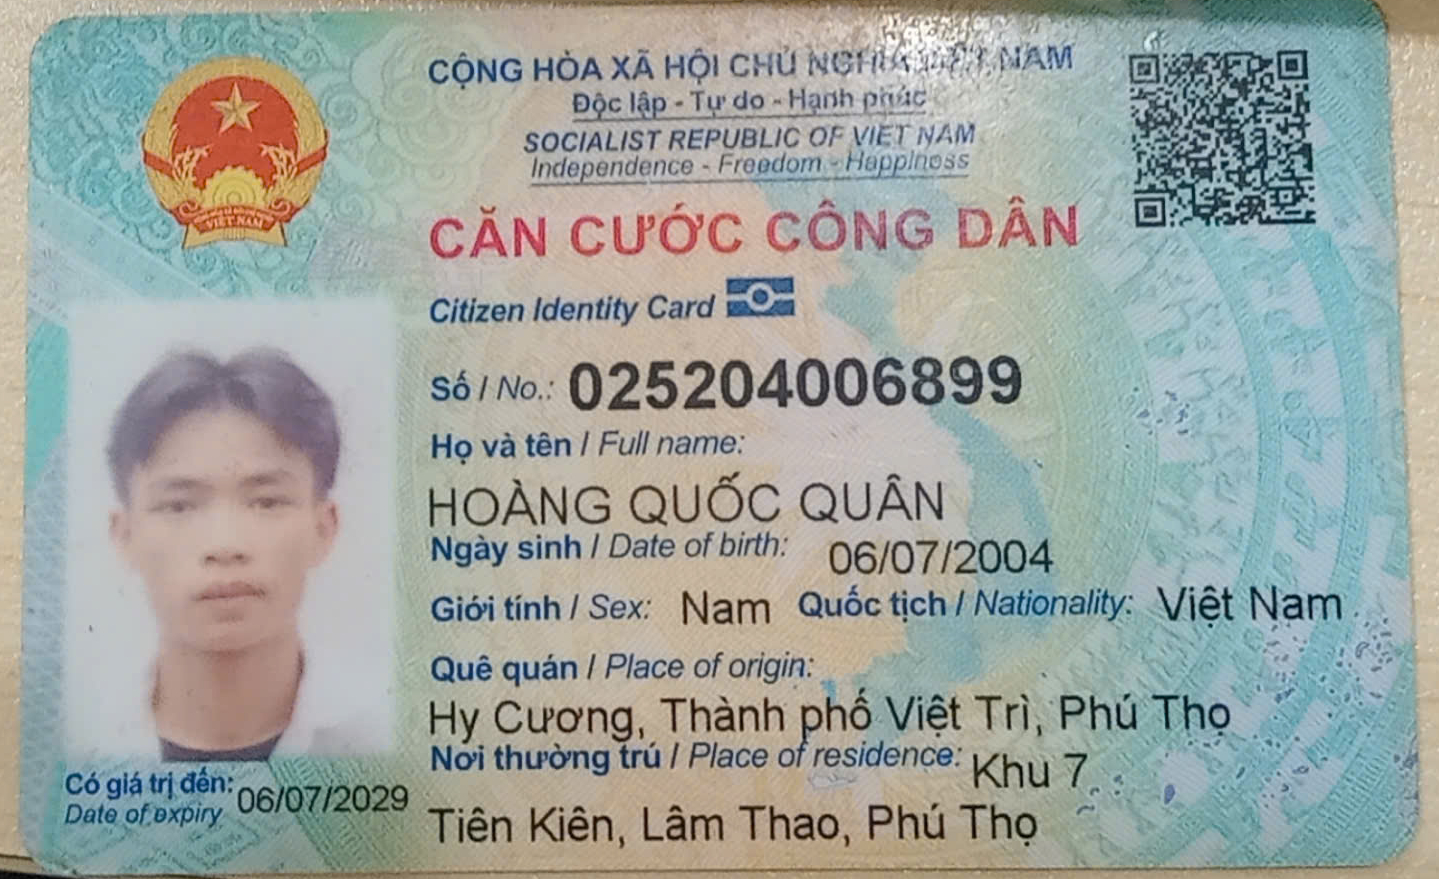 CỘNG HÒA XÃ HỘI CHỦ NGHĨA VIỆT NAM
Độc lập - Tự do - Hạnh phúc
SOCIALIST REPUBLIC OF VIET NAM
Independence - Freedom - Happiness
CĂN CƯỚC CÔNG DÂN
Citizen Identity Card
Số / No.: 025204006899
Họ và tên / Full name:
HOÀNG QUỐC QUÂN
Ngày sinh / Date of birth: 06/07/2004
Giới tính / Sex: Nam Quốc tịch / Nationality: Việt Nam
Quê quán / Place of origin:
Hy Cương, Thành phố Việt Trì, Phú Thọ
Nơi thường trú / Place of residence: Khu 7
Tiên Kiên, Lâm Thao, Phú Thọ
Có giá trị đến: 06/07/2029
Date of expiry
VIỆT NAM